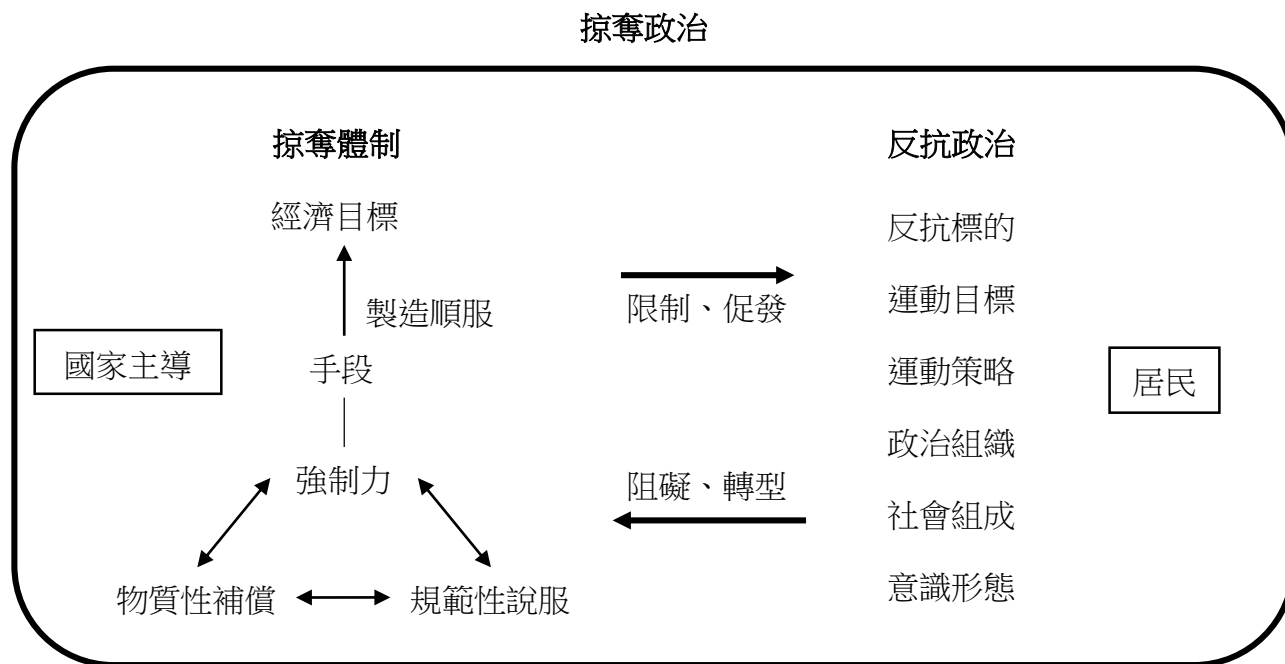 掠奪政治
掠奪體制
經濟目標
製造順服
國家主導
手段
強制力
物質性補償
規範性說服
限制、促發
阻礙、轉型
反抗政治
反抗標的
運動目標
運動策略
政治組織
社會組成
意識形態
居民